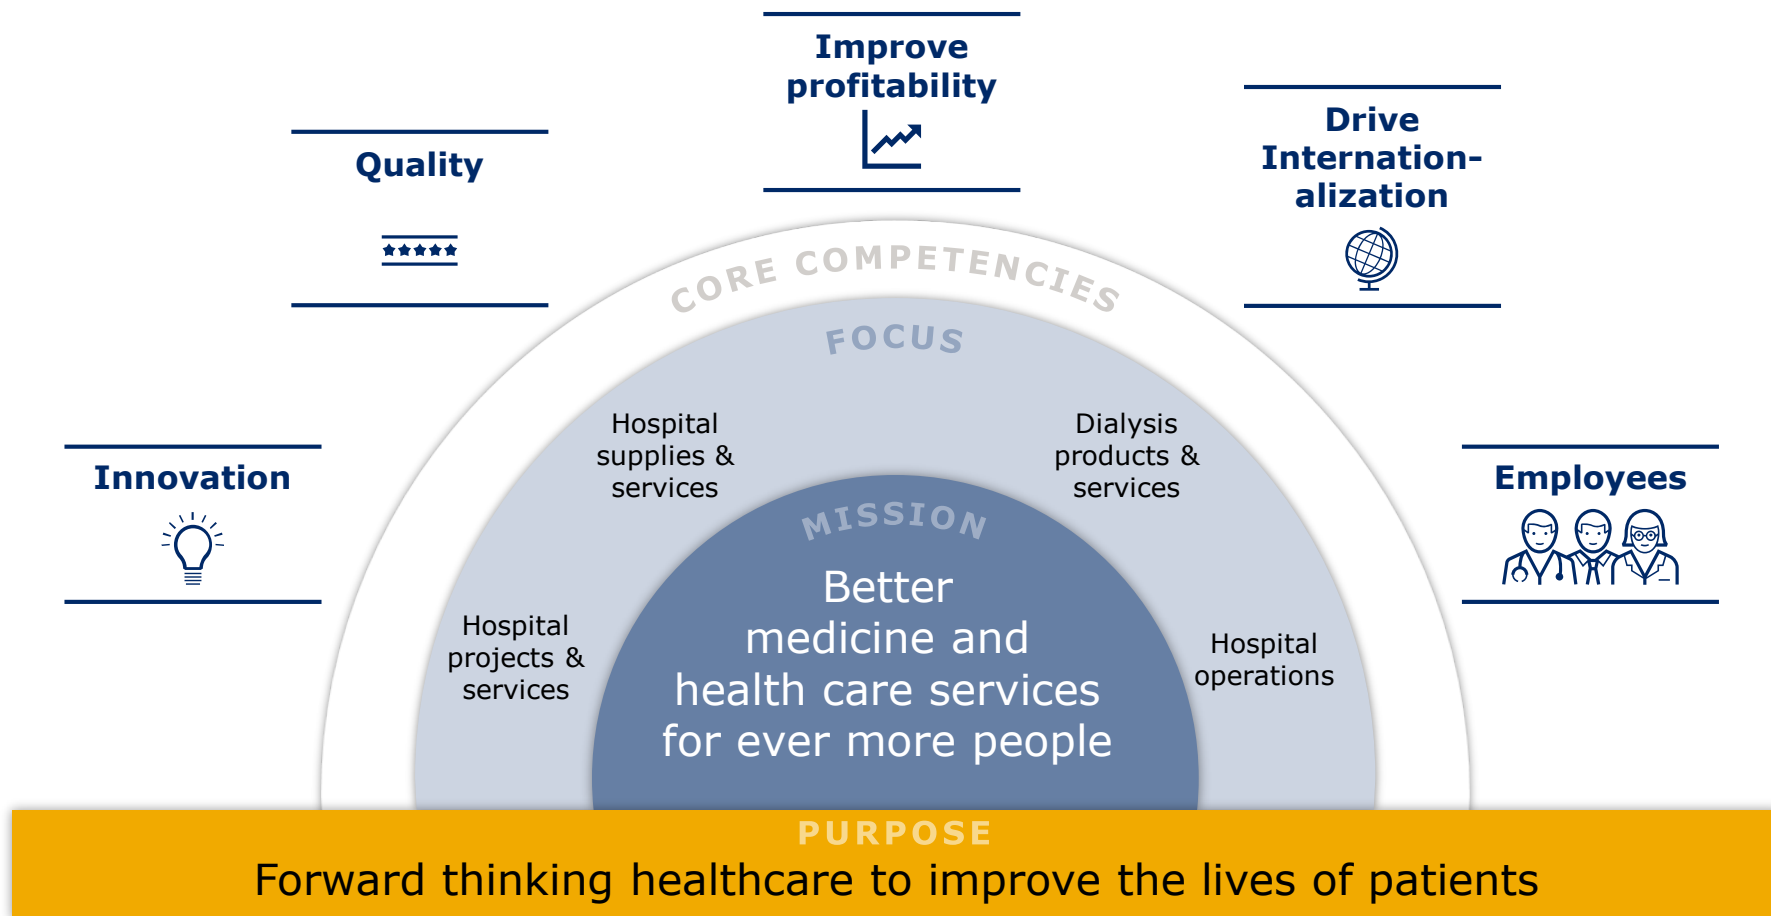 Improve
profitability
Drive
Internation-
alization
Quality
CORE COMPETENCIES
FOCUS
Innovation
Employees
Hospital
supplies &
services
Dialysis
products &
services
Hospital
projects &
services
Hospital
operations
MISSION
Better
medicine and
health care services
for ever more people
PURPOSE
Forward thinking healthcare to improve the lives of patients